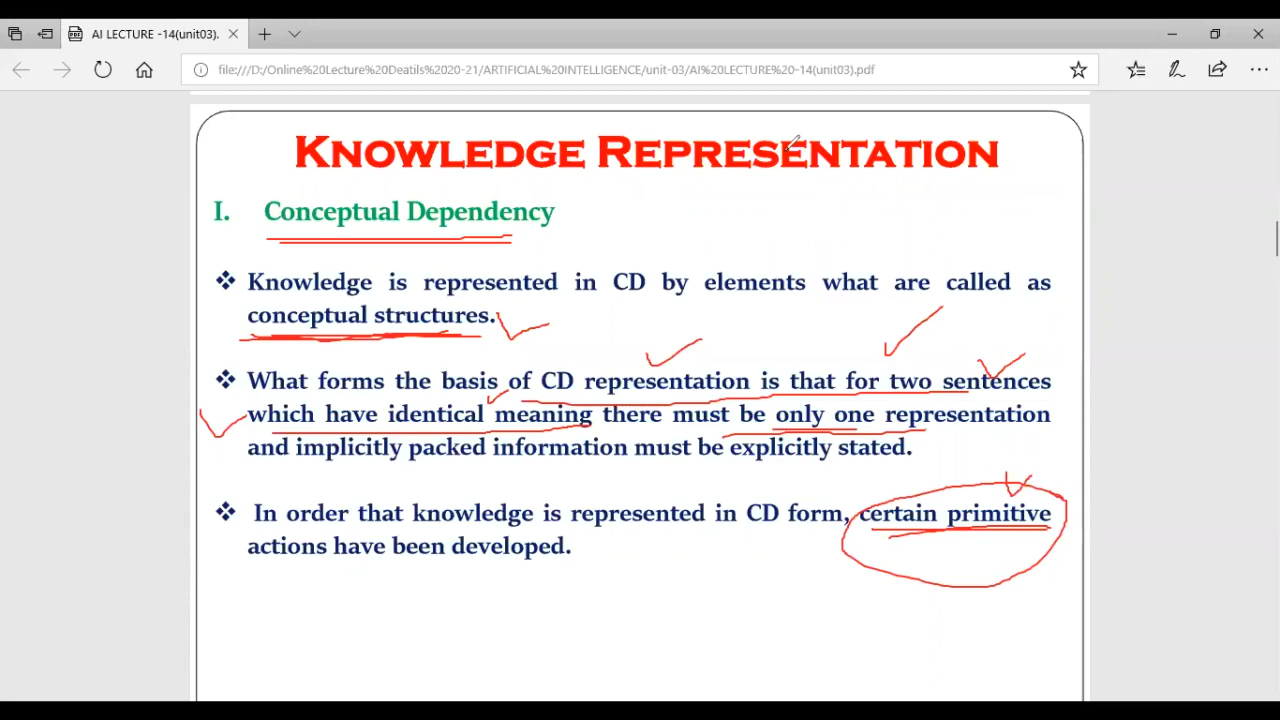 AI LECTURE -14(unit03).
file:///D:/Online%20Lecture%20Deatils%2020-21/ARTIFICIAL%20INTELLIGENCE/unit-03/AI%20LECTURE%20-14(unit03).pdf
KNOWLEDGE REPRESENTATION
I. Conceptual Dependency
❖ Knowledge is represented in CD by elements what are called as
conceptual structures.
❖ What forms the basis of CD representation is that for two sentences
which have identical meaning there must be only one representation
and implicitly packed information must be explicitly stated.
❖ In order that knowledge is represented in CD form, certain primitive
actions have been developed.